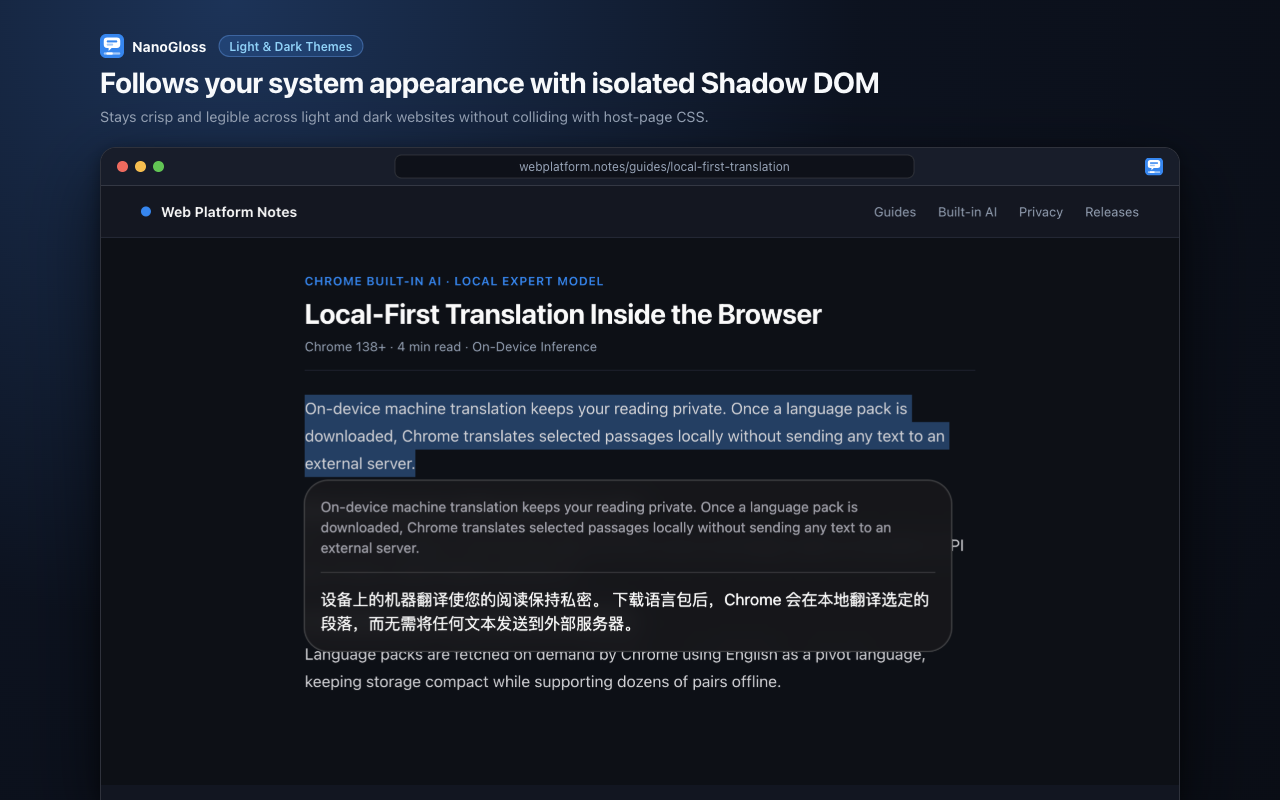 NanoGloss
Light & Dark Themes
Follows your system appearance with isolated Shadow DOM
Stays crisp and legible across light and dark websites without colliding with host-page CSS.
webplatform.notes/guides/local-first-translation
Web Platform Notes
Guides
Built-in AI
Privacy
Releases
CHROME BUILT-IN AI · LOCAL EXPERT MODEL
Local-First Translation Inside the Browser
Chrome 138+ · 4 min read · On-Device Inference
On-device machine translation keeps your reading private. Once a language pack is
downloaded, Chrome translates selected passages locally without sending any text to an
external server.
On-device machine translation keeps your reading private. Once a language pack is
downloaded, Chrome translates selected passages locally without sending any text to an
external server.
PI
设备上的机器翻译使您的阅读保持私密。 下载语言包后，Chrome 会在本地翻译选定的
段落，而无需将任何文本发送到外部服务器。
Language packs are fetched on demand by Chrome using English as a pivot language,
keeping storage compact while supporting dozens of pairs offline.